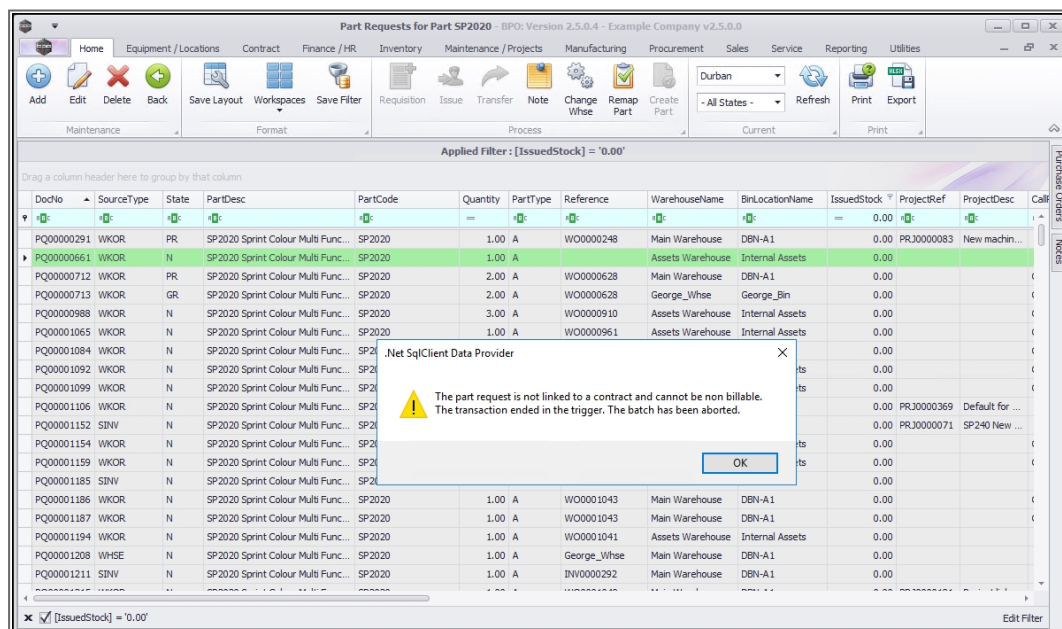 Part Requests for Part SP2020 - BPO: Version 2.5.0.4 - Example Company v2.5.0.0
Home Equipment / Locations Contract Finance / HR Inventory Maintenance / Projects Manufacturing Procurement Sales Service Reporting Utilities
Add Edit Delete Back Save Layout Workspaces Save Filter Requisition Issue Transfer Note Change Whse Remap Part Create Part Durban - All States - Refresh Print Export
Maintenance Format Process Current Print
Applied Filter : [IssuedStock] = '0.00'
Drag a column header here to group by that column
DocNo SourceType State PartDesc PartCode Quantity PartType Reference WarehouseName BinLocationName IssuedStock ProjectRef ProjectDesc
= = 0.00
PQ00000291 WKOR PR SP2020 Sprint Colour Multi Func... SP2020 1.00 A WO0000248 Main Warehouse DBN-A1 0.00 PRJ0000083 New machin...
PQ00000661 WKOR N SP2020 Sprint Colour Multi Func... SP2020 1.00 A Assets Warehouse Internal Assets 0.00
PQ00000712 WKOR PR SP2020 Sprint Colour Multi Func... SP2020 2.00 A WO0000628 Main Warehouse DBN-A1 0.00
PQ00000713 WKOR GR SP2020 Sprint Colour Multi Func... SP2020 2.00 A WO0000628 George_Whse George_Bin 0.00
PQ00000988 WKOR N SP2020 Sprint Colour Multi Func... SP2020 3.00 A WO0000910 Assets Warehouse Internal Assets 0.00
PQ00001065 WKOR N SP2020 Sprint Colour Multi Func... SP2020 1.00 A WO0000961 Assets Warehouse Internal Assets 0.00
PQ00001084 WKOR N SP2020 Sprint Colour Multi Func... 0.00
PQ00001092 WKOR N SP2020 Sprint Colour Multi Func... 0.00
PQ00001099 WKOR N SP2020 Sprint Colour Multi Func... 0.00
PQ00001106 WKOR N SP2020 Sprint Colour Multi Func... 0.00 PRJ0000369 Default for ...
PQ00001152 SINV N SP2020 Sprint Colour Multi Func... 0.00 PRJ0000071 SP240 New ...
PQ00001154 WKOR N SP2020 Sprint Colour Multi Func... 0.00
PQ00001159 WKOR N SP2020 Sprint Colour Multi Func... 0.00
PQ00001185 SINV N SP2020 Sprint Colour Multi Func... 0.00
.Net SqlClient Data Provider
The part request is not linked to a contract and cannot be non billable.
The transaction ended in the trigger. The batch has been aborted.
OK
PQ00001186 WKOR N SP2020 Sprint Colour Multi Func... SP2020 1.00 A WO0001043 Main Warehouse DBN-A1 0.00
PQ00001187 WKOR N SP2020 Sprint Colour Multi Func... SP2020 1.00 A WO0001043 Main Warehouse DBN-A1 0.00
PQ00001194 WKOR N SP2020 Sprint Colour Multi Func... SP2020 1.00 A WO0001041 Assets Warehouse Internal Assets 0.00
PQ00001208 WHSE N SP2020 Sprint Colour Multi Func... SP2020 1.00 A George_Whse Main Warehouse DBN-A1 0.00
PQ00001211 SINV N SP2020 Sprint Colour Multi Func... SP2020 1.00 A INV0000292 Main Warehouse DBN-A1 0.00
[IssuedStock] = '0.00' Edit Filter
Purchase Orders
Notes